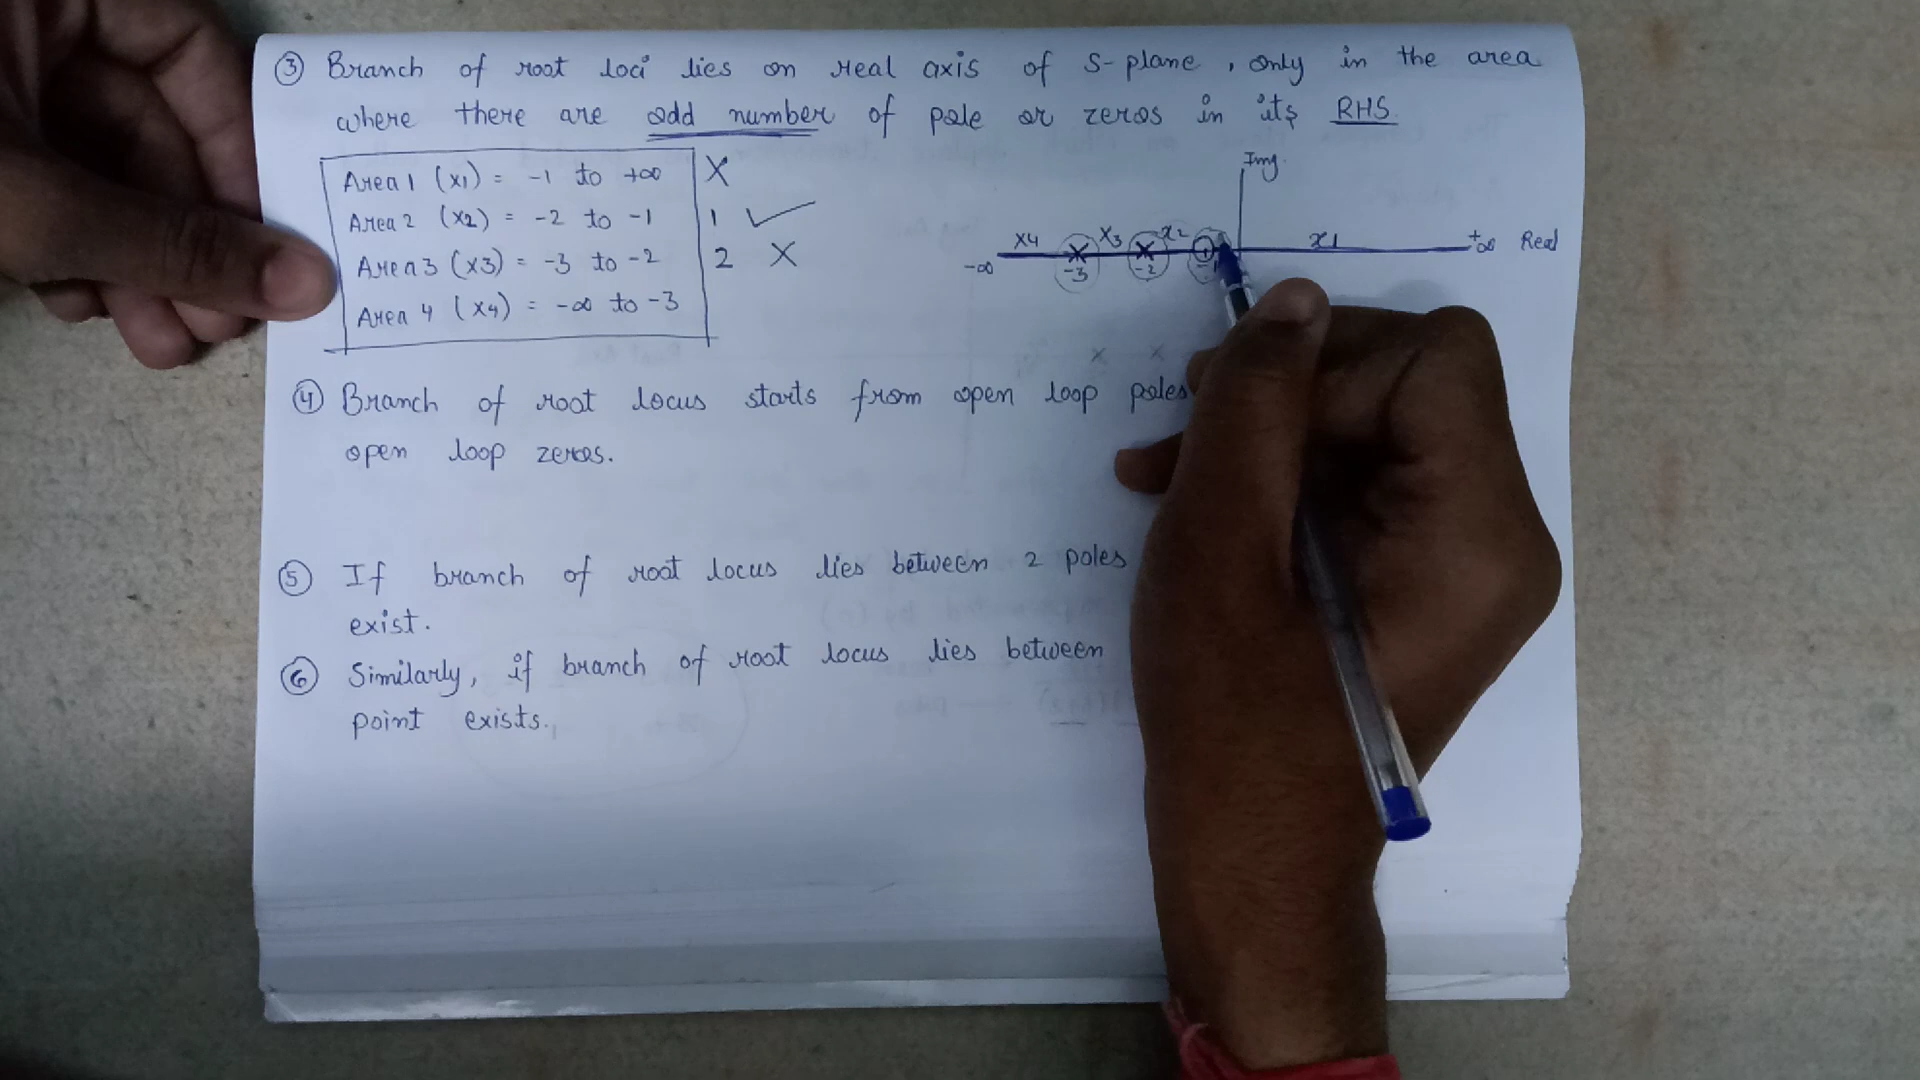 ③ Branch of root loci lies on real axis of S-plane, only in the area
where there are odd number of pole or zeros in its RHS
Area 1 (x1) = -1 to +∞ X
Area 2 (x2) = -2 to -1 1 ✓
Area 3 (x3) = -3 to -2 2 X
Area 4 (x4) = -∞ to -3
Img.
X4 X3 x2 x1 +∞ Real
-∞ -3 -2 -1
④ Branch of root locus starts from open loop poles
open loop zeros.
⑤ If branch of root locus lies between 2 poles
exist.
⑥ Similarly, if branch of root locus lies between
point exists.